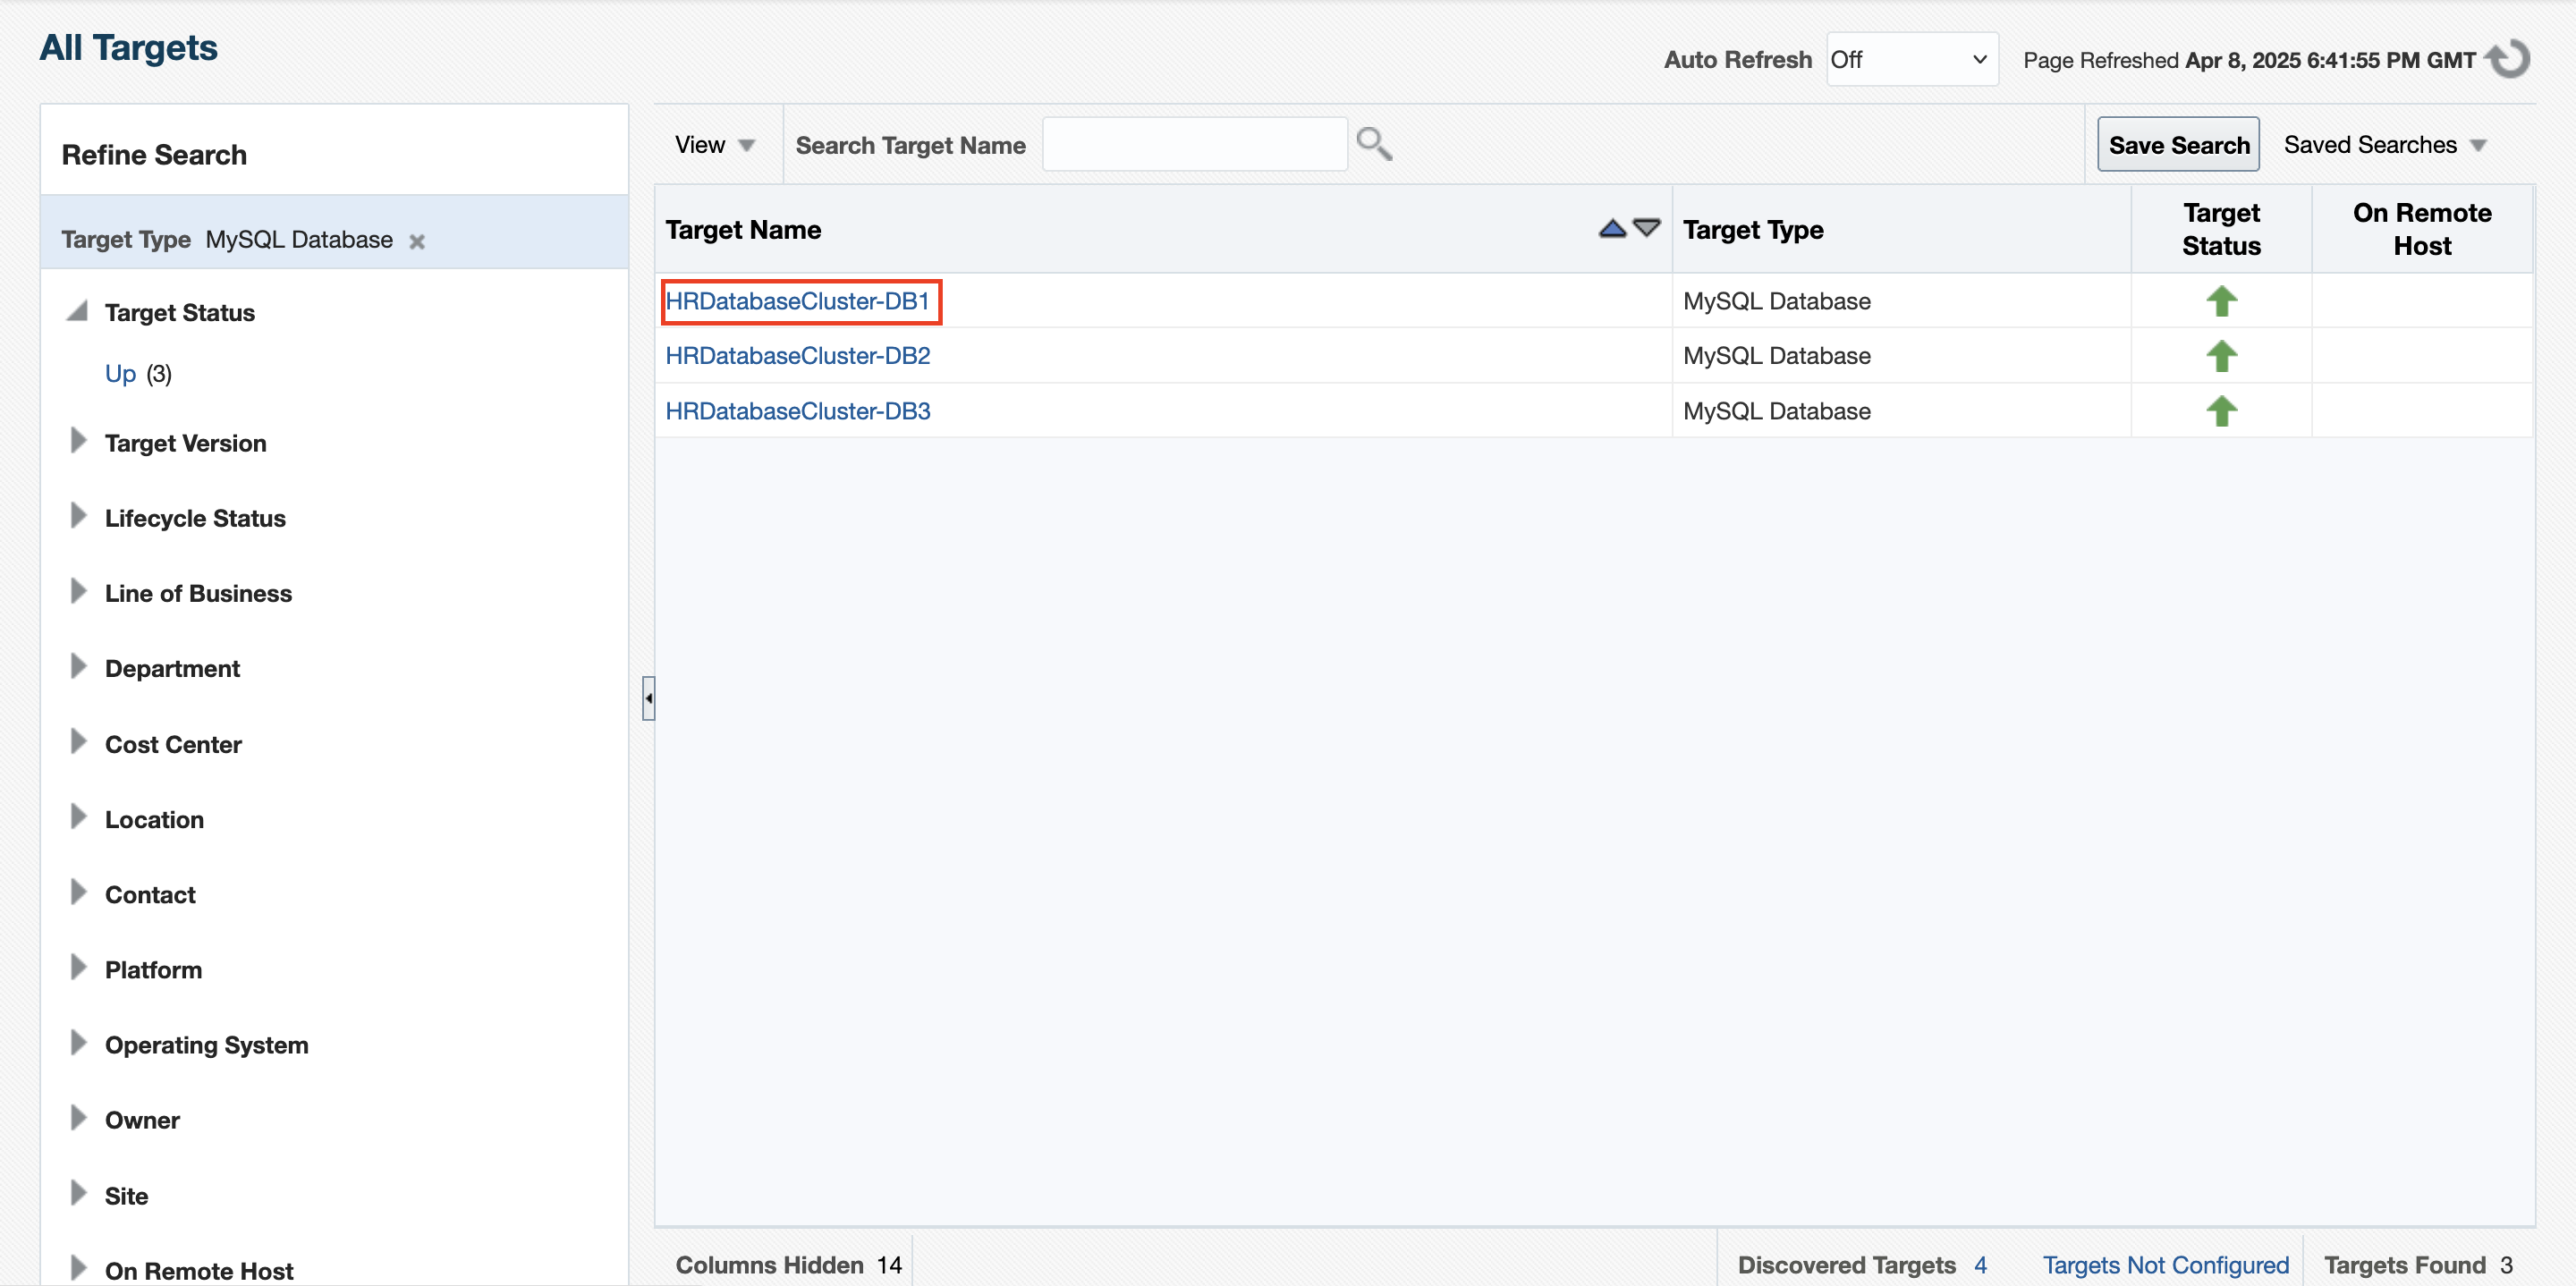 All Targets
Auto Refresh Off Page Refreshed Apr 8, 2025 6:41:55 PM GMT
Refine Search
Target Type MySQL Database
Target Status
Up (3)
Target Version
Lifecycle Status
Line of Business
Department
Cost Center
Location
Contact
Platform
Operating System
Owner
Site
On Remote Host
View Search Target Name Save Search Saved Searches
Target Name Target Type Target Status On Remote Host
HRDatabaseCluster-DB1 MySQL Database
HRDatabaseCluster-DB2 MySQL Database
HRDatabaseCluster-DB3 MySQL Database
Columns Hidden 14 Discovered Targets 4 Targets Not Configured Targets Found 3